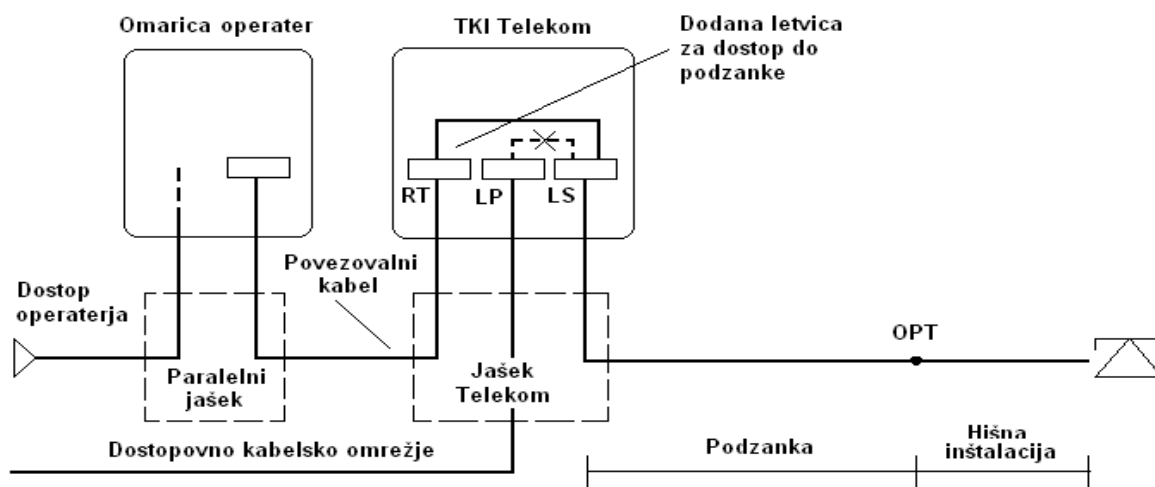 Omarica operater
TKI Telekom
Dodana letvica
za dostop do
podzanke
RT
LP
LS
Povezovalni
kabel
Dostop
operaterja
OPT
Paralelni
jašek
Jašek
Telekom
Dostopovno kabelsko omrežje
Podzanka
Hišna
inštalacija